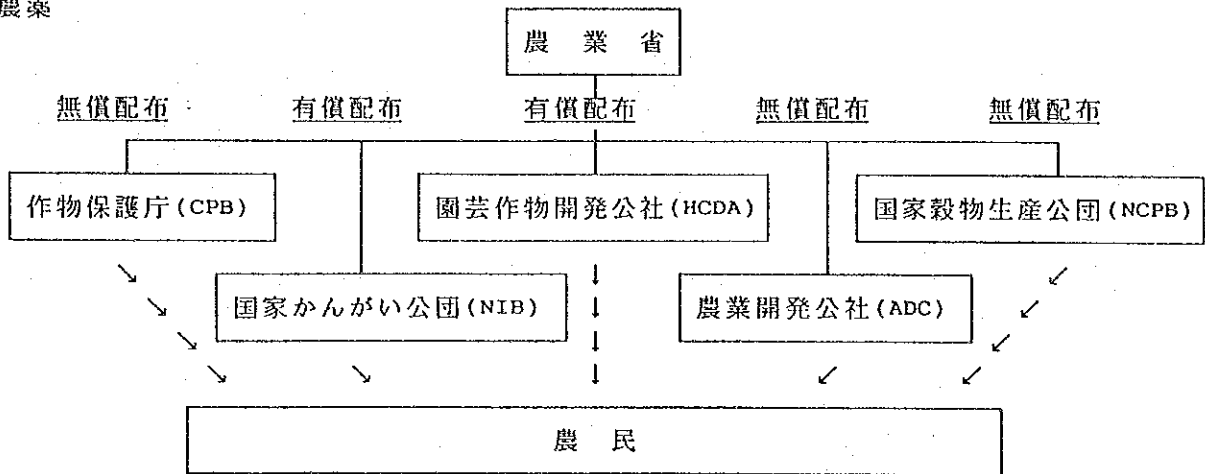 農薬
農業省
無償配布 有償配布 有償配布 無償配布 無償配布
作物保護庁(CPB) 園芸作物開発公社(HCDA) 国家穀物生産公団(NCPB)
国家かんがい公団(NIB) 農業開発公社(ADC)
農民